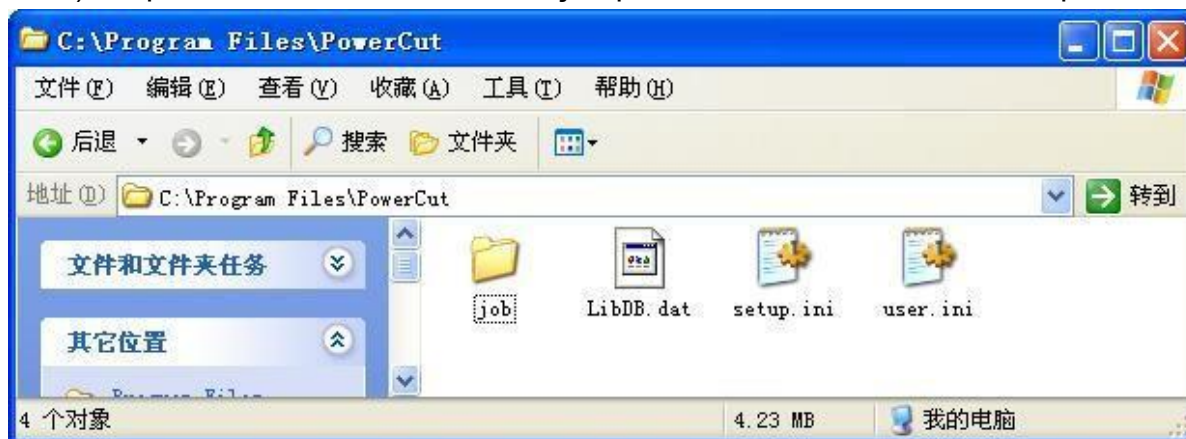 C:\Program Files\PowerCut
文件(F) 编辑(E) 查看(V) 收藏(A) 工具(T) 帮助(H)
后退 搜索 文件夹
地址(D) C:\Program Files\PowerCut 转到
文件和文件夹任务
job LibDB.dat setup.ini user.ini
其它位置
4 个对象 4.23 MB 我的电脑